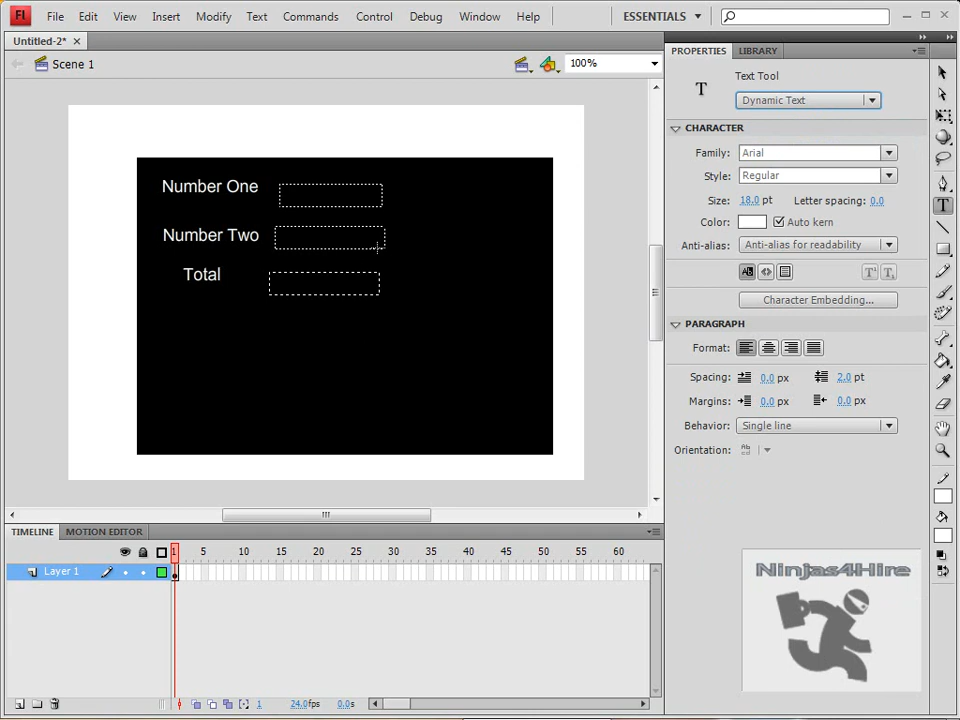 Fl File Edit View Insert Modify Text Commands Control Debug Window Help ESSENTIALS
Untitled-2*
Scene 1 100%
PROPERTIES LIBRARY
Text Tool
T Dynamic Text
CHARACTER
Family: Arial
Style: Regular
Size: 18.0 pt Letter spacing: 0.0
Color: Auto kern
Anti-alias: Anti-alias for readability
Character Embedding...
PARAGRAPH
Format:
Spacing: 0.0 px 2.0 pt
Margins: 0.0 px 0.0 px
Behavior: Single line
Orientation:
Number One
Number Two
Total
TIMELINE MOTION EDITOR
1 5 10 15 20 25 30 35 40 45 50 55 60
Layer 1
1 24.0fps 0.0s
Ninjas4Hire